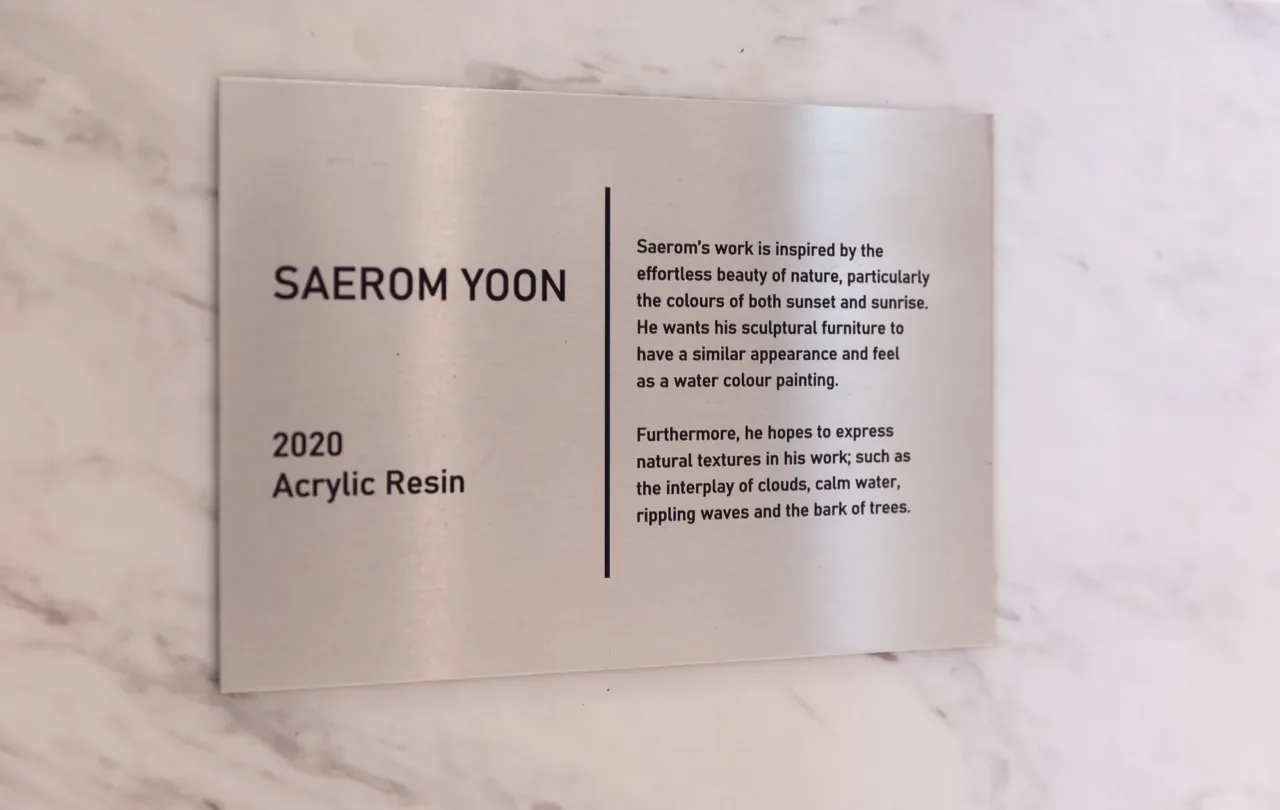 SAEROM YOON
2020
Acrylic Resin
Saerom's work is inspired by the
effortless beauty of nature, particularly
the colours of both sunset and sunrise.
He wants his sculptural furniture to
have a similar appearance and feel
as a water colour painting.
Furthermore, he hopes to express
natural textures in his work; such as
the interplay of clouds, calm water,
rippling waves and the bark of trees.